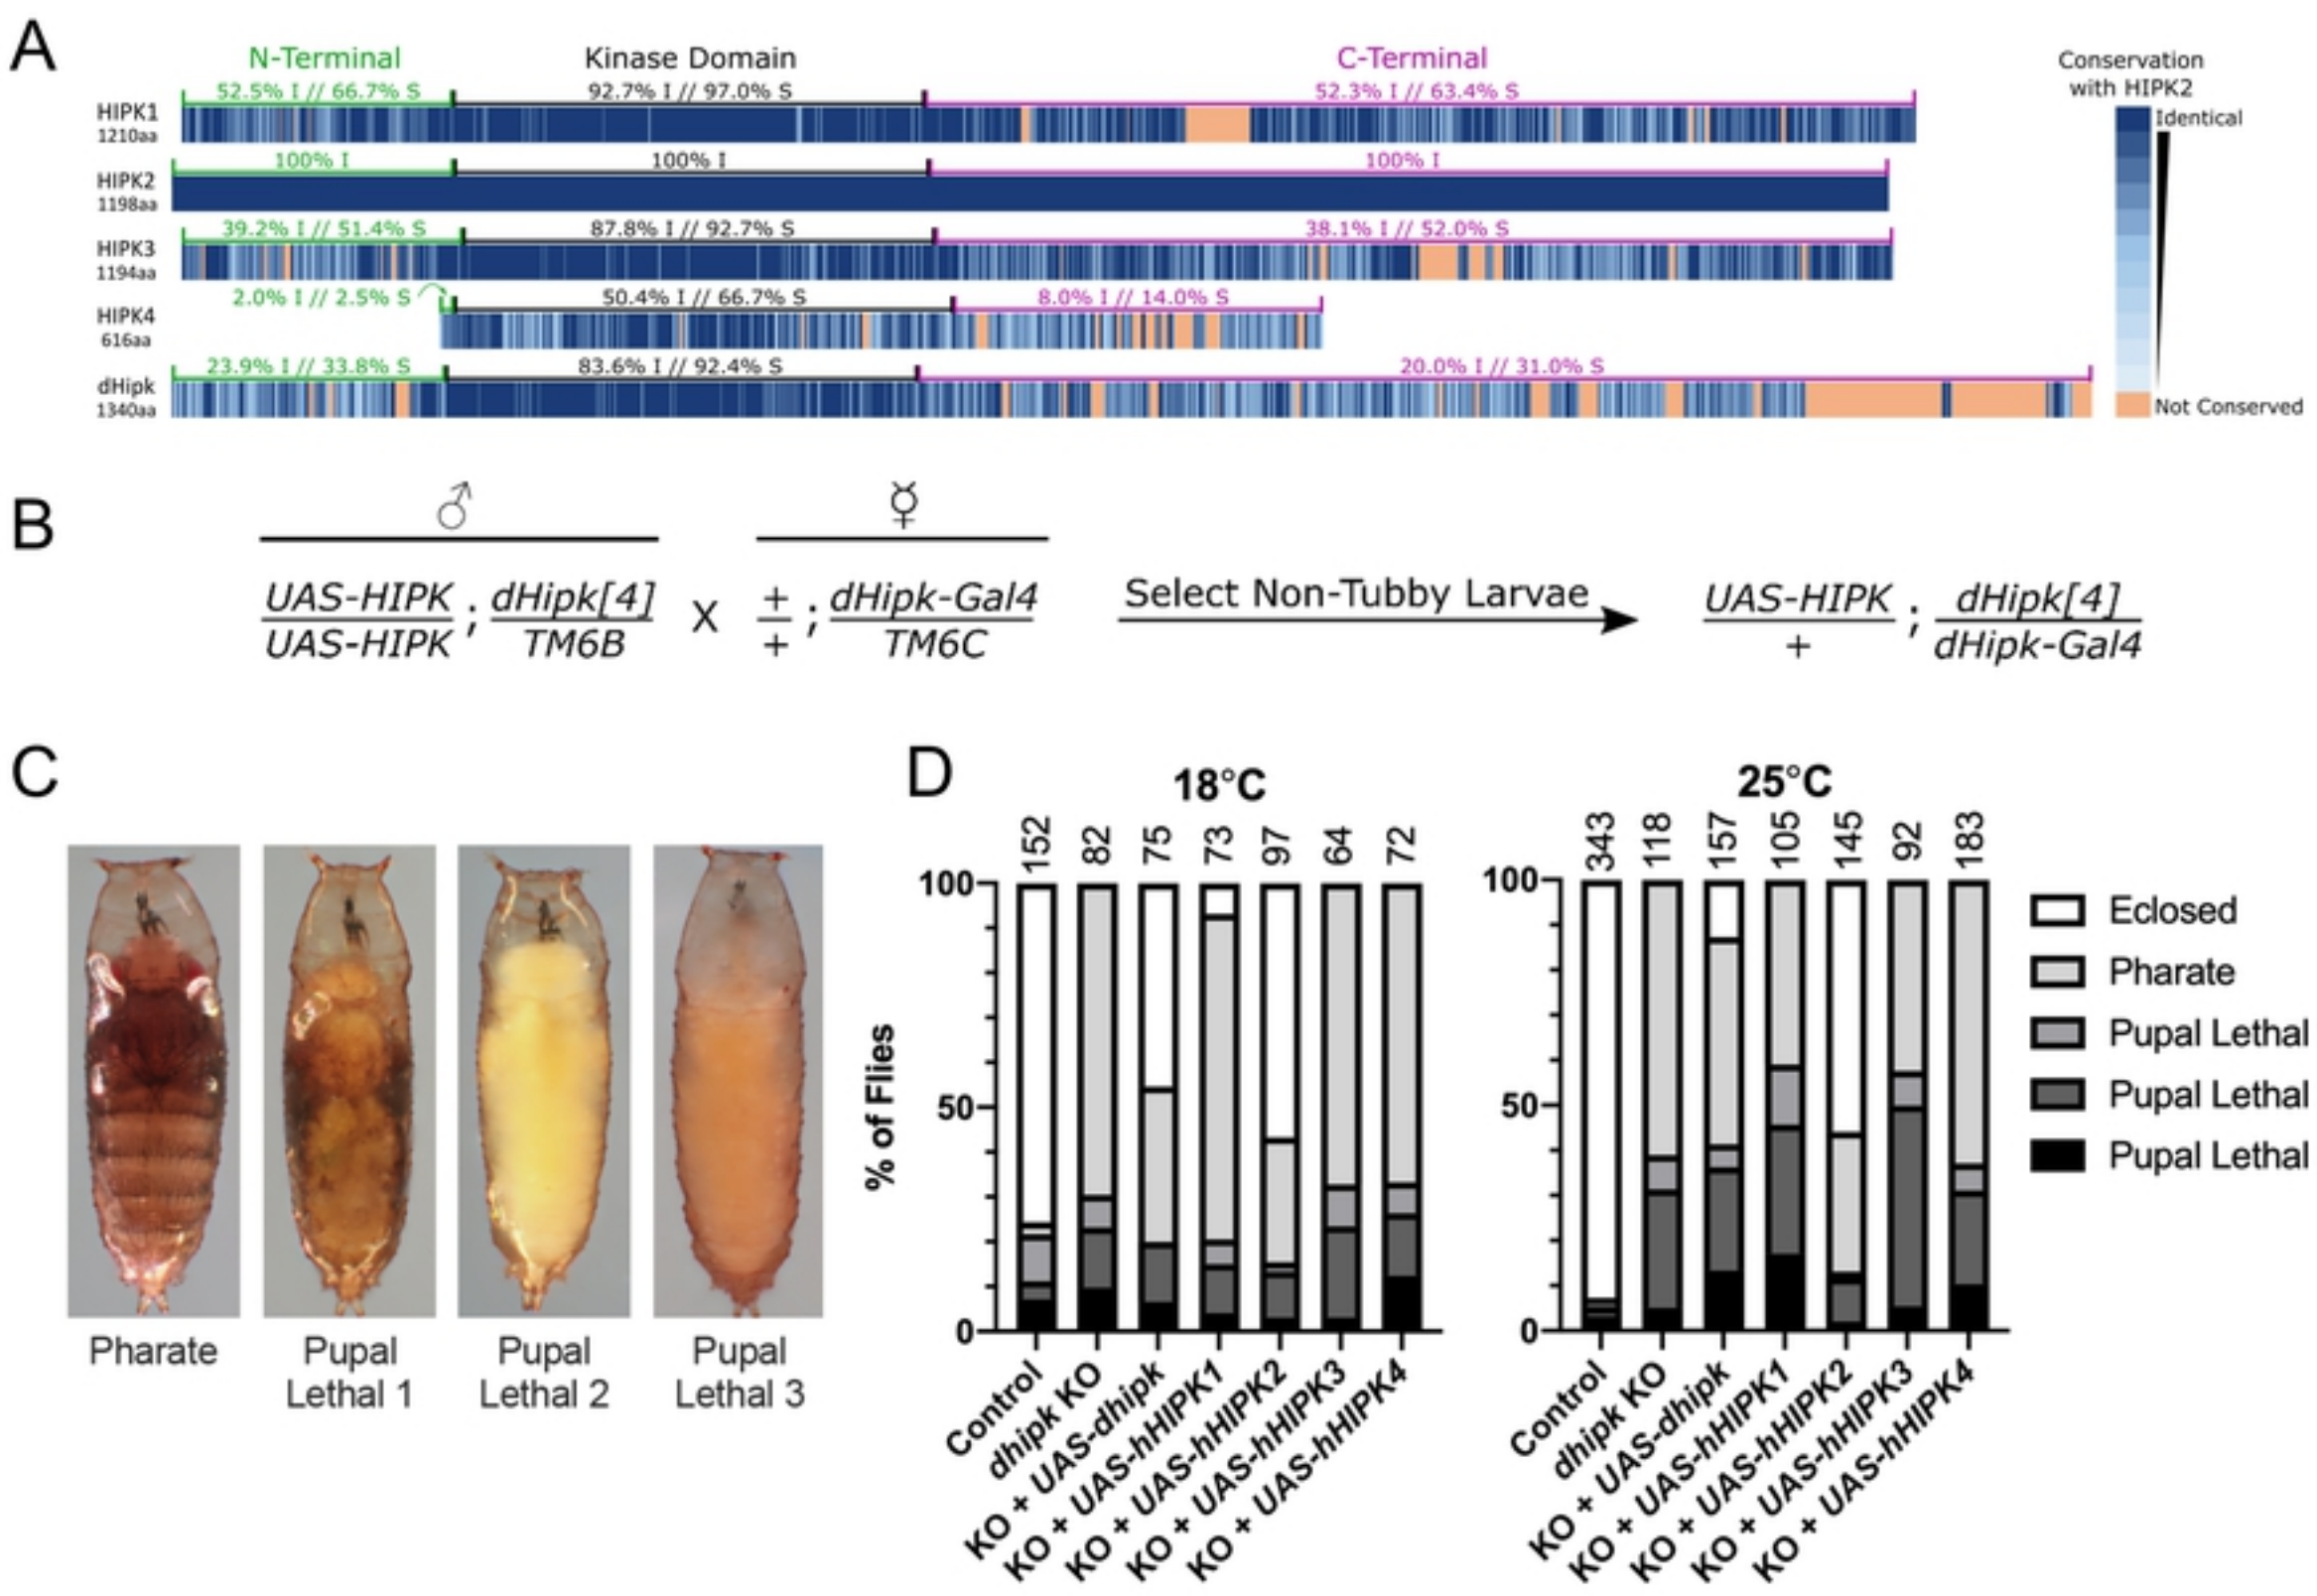 A
N-Terminal
Kinase Domain
C-Terminal
Conservation
with HIPK2
Identical
Not Conserved
52.5% I // 66.7% S
92.7% I // 97.0% S
52.3% I // 63.4% S
HIPK1
1210aa
100% I
100% I
100% I
HIPK2
1198aa
39.2% I // 51.4% S
87.8% I // 92.7% S
38.1% I // 52.0% S
HIPK3
1194aa
2.0% I // 2.5% S
50.4% I // 66.7% S
8.0% I // 14.0% S
HIPK4
616aa
23.9% I // 33.8% S
83.6% I // 92.4% S
20.0% I // 31.0% S
dHipk
1340aa
B
♂
☿
UAS-HIPK ; dHipk[4] X + ; dHipk-Gal4 Select Non-Tubby Larvae UAS-HIPK ; dHipk[4]
UAS-HIPK TM6B + TM6C + dHipk-Gal4
C
Pharate
Pupal
Lethal 1
Pupal
Lethal 2
Pupal
Lethal 3
D
18°C
152 82 75 73 97 64 72
100
50
0
% of Flies
Control
dhipk KO
KO + UAS-dhipk
KO + UAS-hHIPK1
KO + UAS-hHIPK2
KO + UAS-hHIPK3
KO + UAS-hHIPK4
25°C
343 118 157 105 145 92 183
100
50
0
Control
dhipk KO
KO + UAS-dhipk
KO + UAS-hHIPK1
KO + UAS-hHIPK2
KO + UAS-hHIPK3
KO + UAS-hHIPK4
Eclosed
Pharate
Pupal Lethal
Pupal Lethal
Pupal Lethal